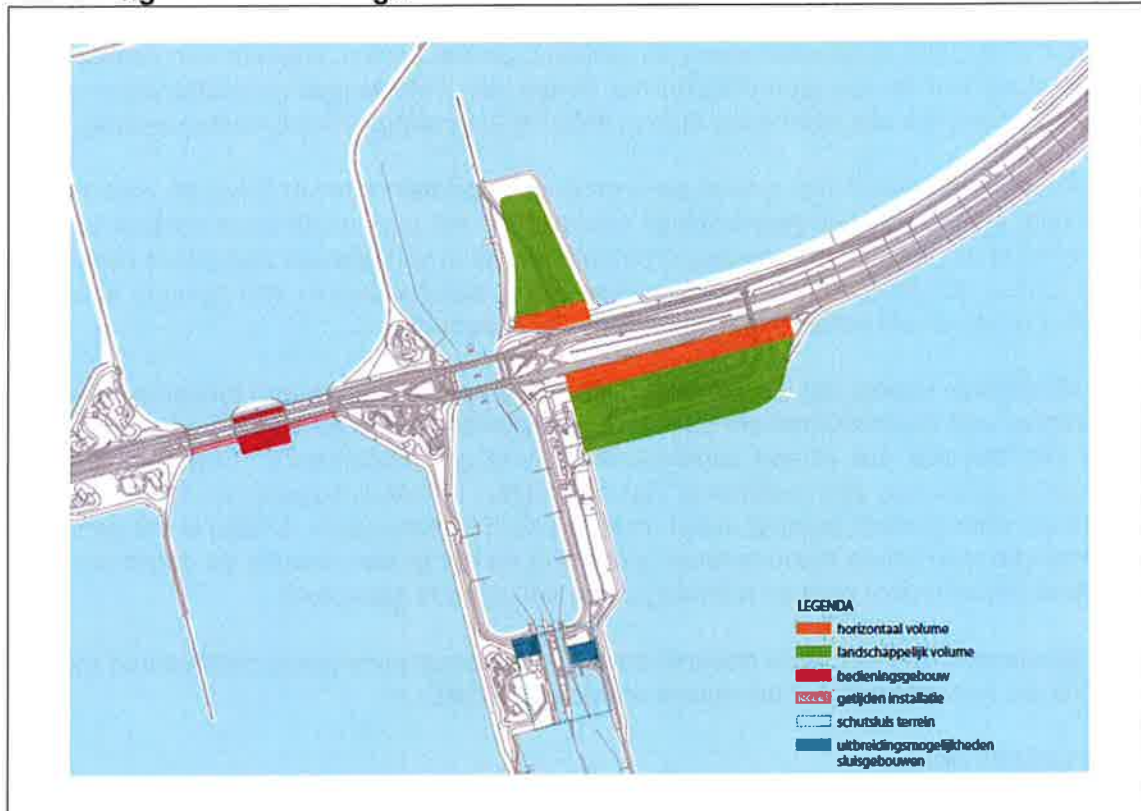 LEGENDA
horizontaal volume
landschappelijk volume
bedieningsgebouw
getijden installatie
schutsluis terrein
uitbreidingsmogelijkheden
sluisgebouwen